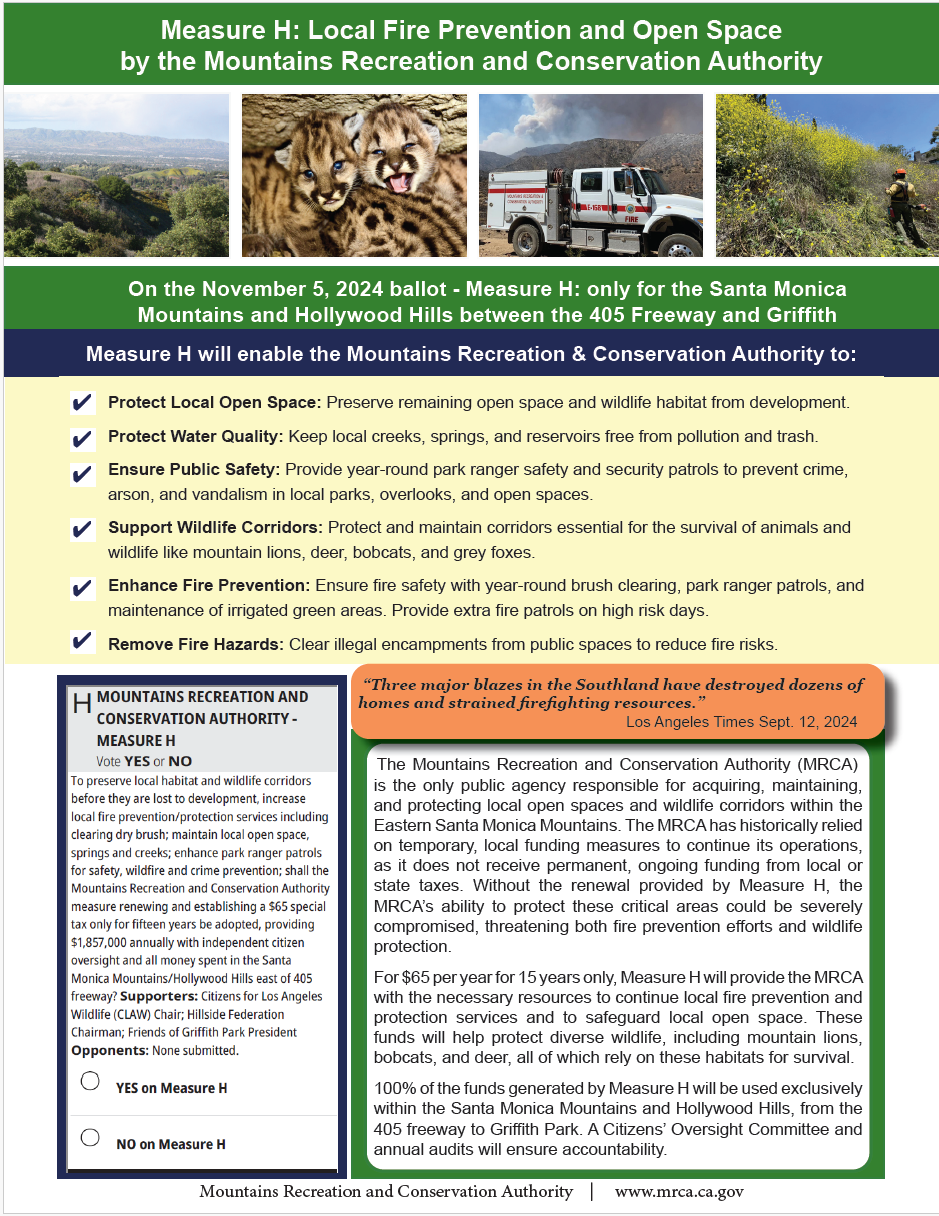 Measure H: Local Fire Prevention and Open Space
by the Mountains Recreation and Conservation Authority
MOUNTAINS RECREATION &
CONSERVATION AUTHORITY
E-168
FIRE
On the November 5, 2024 ballot - Measure H: only for the Santa Monica
Mountains and Hollywood Hills between the 405 Freeway and Griffith
Measure H will enable the Mountains Recreation & Conservation Authority to:
✔ Protect Local Open Space: Preserve remaining open space and wildlife habitat from development.
✔ Protect Water Quality: Keep local creeks, springs, and reservoirs free from pollution and trash.
✔ Ensure Public Safety: Provide year-round park ranger safety and security patrols to prevent crime,
arson, and vandalism in local parks, overlooks, and open spaces.
✔ Support Wildlife Corridors: Protect and maintain corridors essential for the survival of animals and
wildlife like mountain lions, deer, bobcats, and grey foxes.
✔ Enhance Fire Prevention: Ensure fire safety with year-round brush clearing, park ranger patrols, and
maintenance of irrigated green areas. Provide extra fire patrols on high risk days.
✔ Remove Fire Hazards: Clear illegal encampments from public spaces to reduce fire risks.
H MOUNTAINS RECREATION AND
CONSERVATION AUTHORITY -
MEASURE H
Vote YES or NO
To preserve local habitat and wildlife corridors
before they are lost to development, increase
local fire prevention/protection services including
clearing dry brush; maintain local open space,
springs and creeks; enhance park ranger patrols
for safety, wildfire and crime prevention; shall the
Mountains Recreation and Conservation Authority
measure renewing and establishing a $65 special
tax only for fifteen years be adopted, providing
$1,857,000 annually with independent citizen
oversight and all money spent in the Santa
Monica Mountains/Hollywood Hills east of 405
freeway? Supporters: Citizens for Los Angeles
Wildlife (CLAW) Chair; Hillside Federation
Chairman; Friends of Griffith Park President
Opponents: None submitted.
YES on Measure H
NO on Measure H
“Three major blazes in the Southland have destroyed dozens of
homes and strained firefighting resources.”
Los Angeles Times Sept. 12, 2024
The Mountains Recreation and Conservation Authority (MRCA)
is the only public agency responsible for acquiring, maintaining,
and protecting local open spaces and wildlife corridors within the
Eastern Santa Monica Mountains. The MRCA has historically relied
on temporary, local funding measures to continue its operations,
as it does not receive permanent, ongoing funding from local or
state taxes. Without the renewal provided by Measure H, the
MRCA’s ability to protect these critical areas could be severely
compromised, threatening both fire prevention efforts and wildlife
protection.
For $65 per year for 15 years only, Measure H will provide the MRCA
with the necessary resources to continue local fire prevention and
protection services and to safeguard local open space. These
funds will help protect diverse wildlife, including mountain lions,
bobcats, and deer, all of which rely on these habitats for survival.
100% of the funds generated by Measure H will be used exclusively
within the Santa Monica Mountains and Hollywood Hills, from the
405 freeway to Griffith Park. A Citizens’ Oversight Committee and
annual audits will ensure accountability.
Mountains Recreation and Conservation Authority | www.mrca.ca.gov